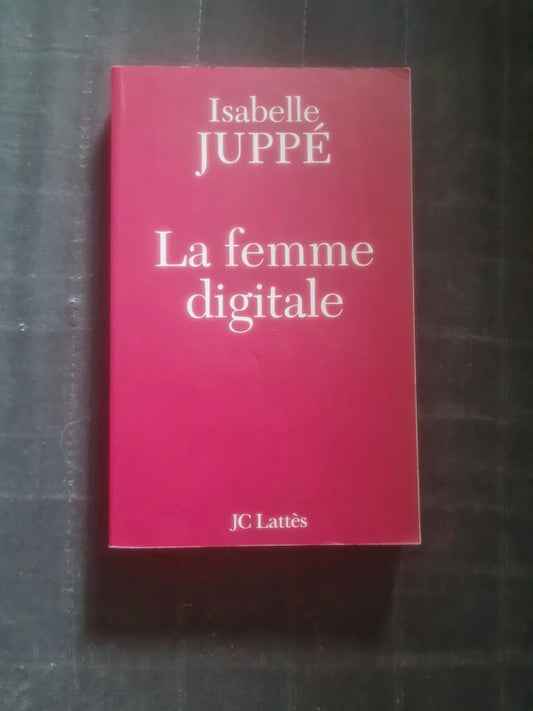 Isabelle
JUPPÉ
La femme
digitale
JC Lattès